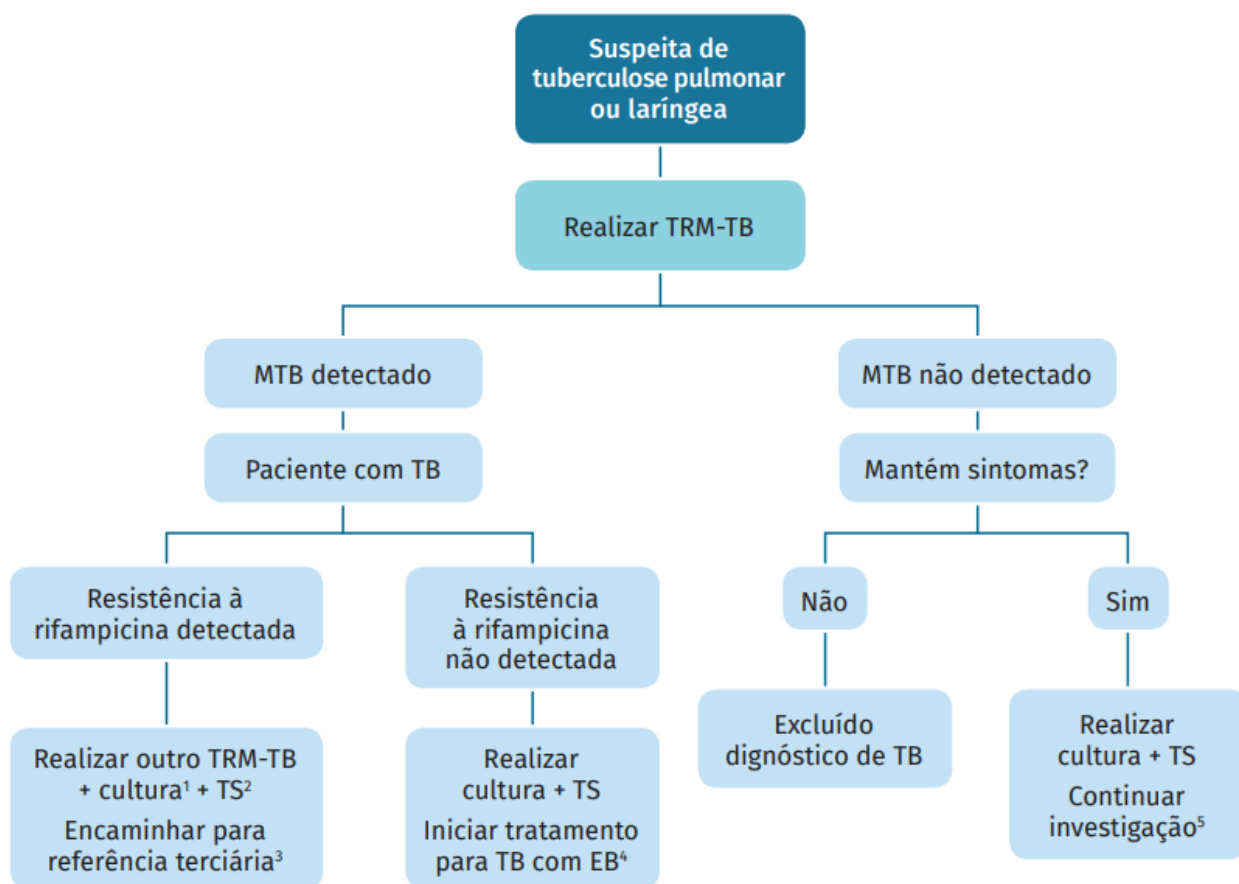 Suspeita de
tuberculose pulmonar
ou laríngea
Realizar TRM-TB
MTB detectado
MTB não detectado
Paciente com TB
Mantém sintomas?
Resistência à
rifampicina detectada
Resistência
à rifampicina
não detectada
Não
Sim
Realizar outro TRM-TB
+ cultura¹ + TS²
Encaminhar para
referência terciária³
Realizar
cultura + TS
Iniciar tratamento
para TB com EB⁴
Excluído
dignóstico de TB
Realizar
cultura + TS
Continuar
investigação⁵